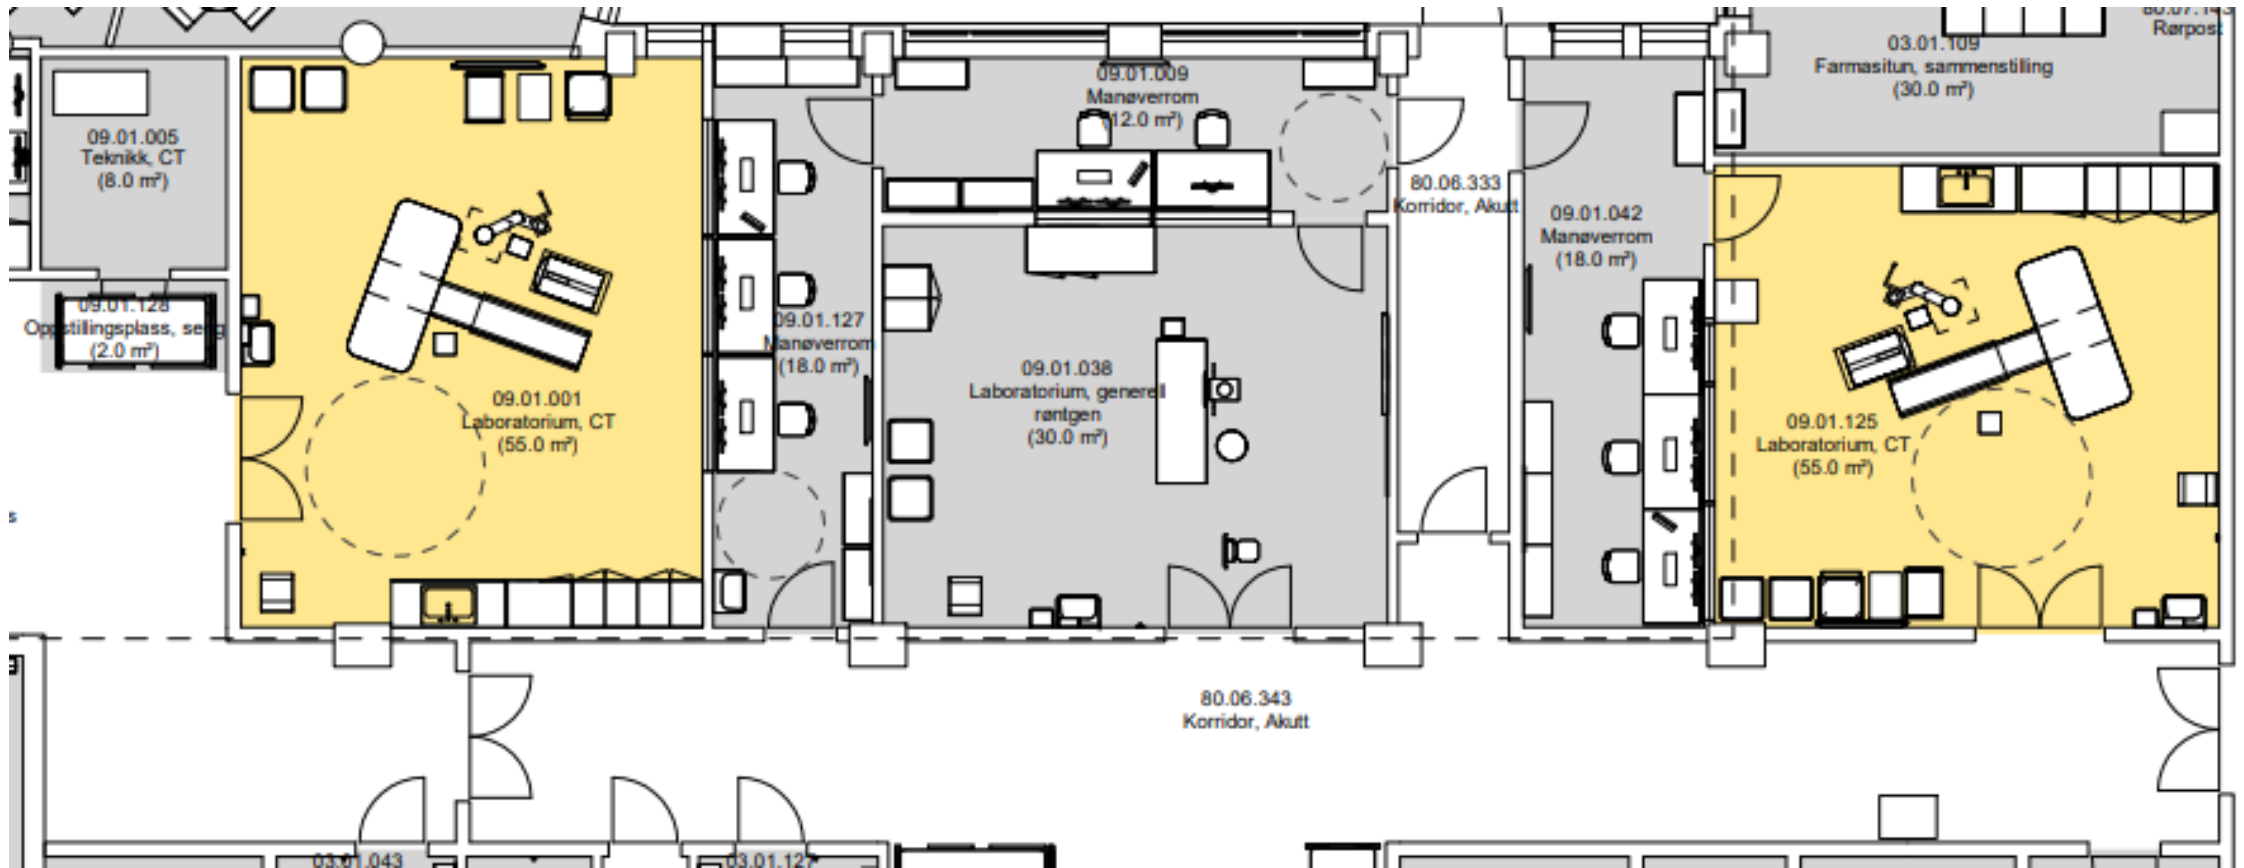 80.07.143
Rørpost
03.01.109
Farmasitun, sammenstilling
(30.0 m²)
09.01.009
Manøverrom
(12.0 m²)
09.01.005
Teknikk, CT
(8.0 m²)
80.06.333
Korridor, Akutt
09.01.042
Manøverrom
(18.0 m²)
09.01.128
Oppstillingsplass, seng
(2.0 m²)
09.01.127
Manøverrom
(18.0 m²)
09.01.038
Laboratorium, generell
røntgen
(30.0 m²)
09.01.001
Laboratorium, CT
(55.0 m²)
09.01.125
Laboratorium, CT
(55.0 m²)
s
80.06.343
Korridor, Akutt
03.01.043
03.01.127